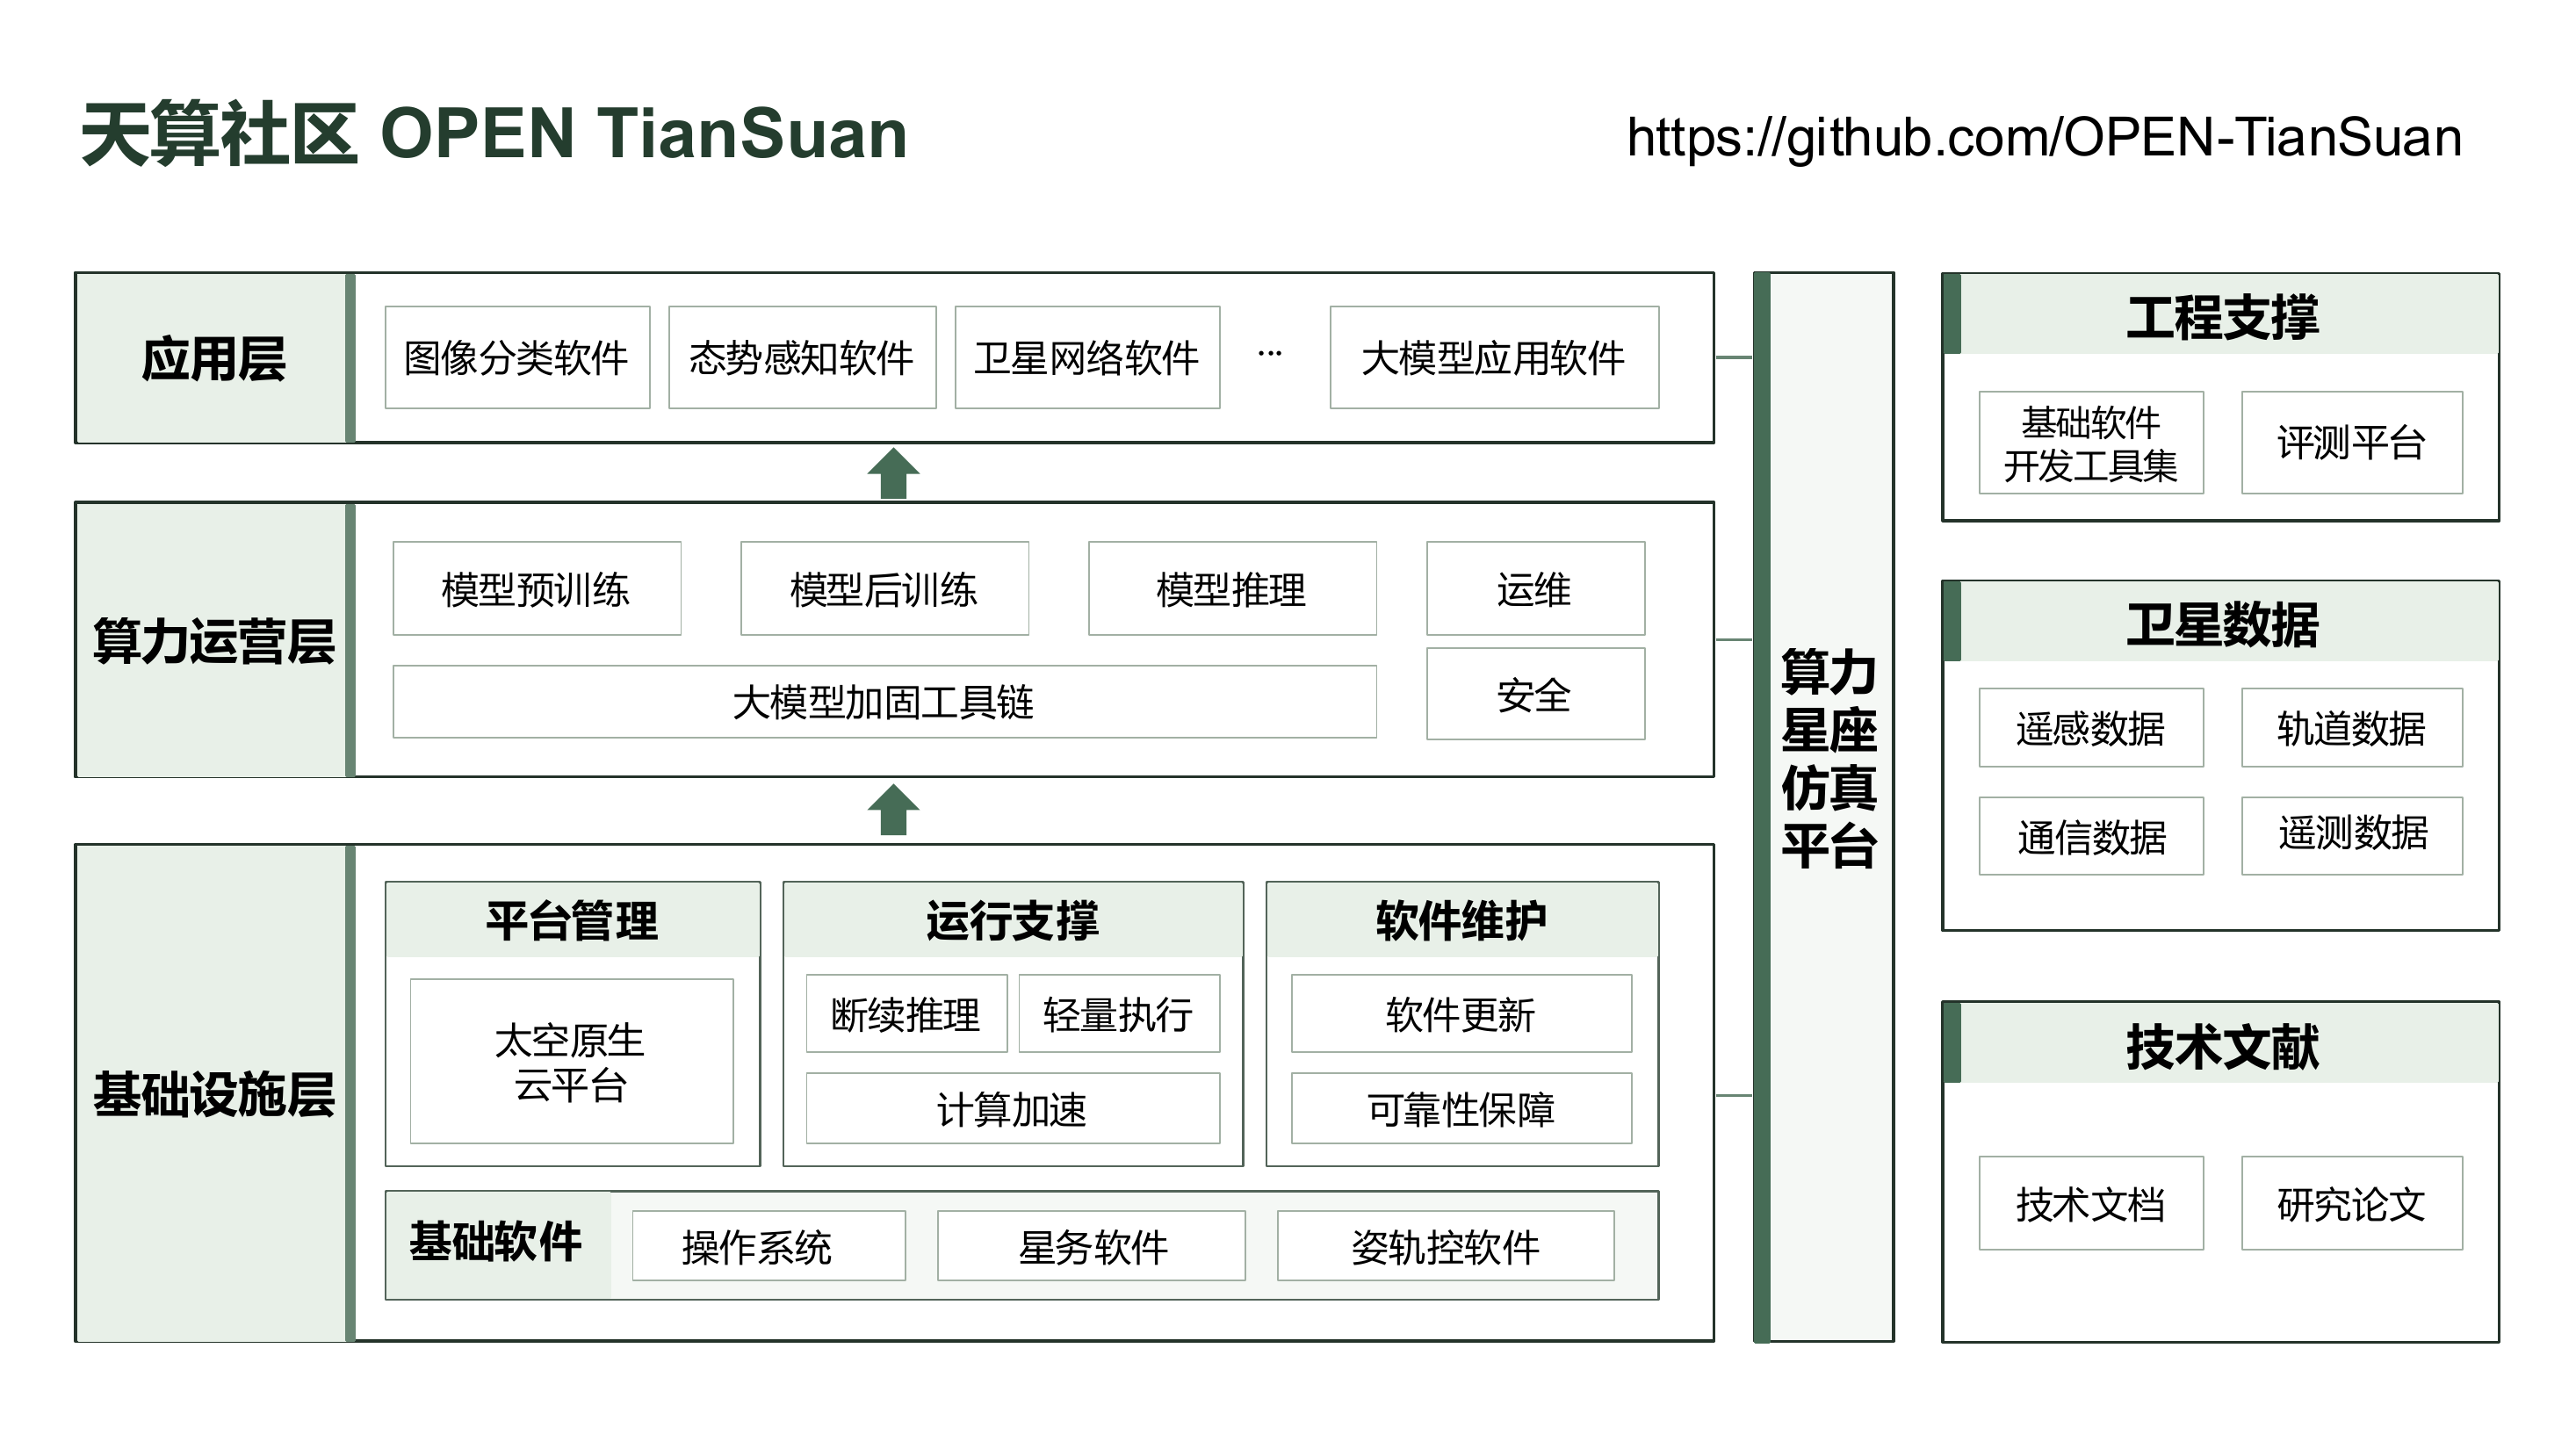 天算社区 OPEN TianSuan
https://github.com/OPEN-TianSuan
应用层
图像分类软件
态势感知软件
卫星网络软件
...
大模型应用软件
算力运营层
模型预训练
模型后训练
模型推理
运维
大模型加固工具链
安全
基础设施层
平台管理
太空原生
云平台
运行支撑
断续推理
轻量执行
计算加速
软件维护
软件更新
可靠性保障
基础软件
操作系统
星务软件
姿轨控软件
算力
星座
仿真
平台
工程支撑
基础软件
开发工具集
评测平台
卫星数据
遥感数据
轨道数据
通信数据
遥测数据
技术文献
技术文档
研究论文